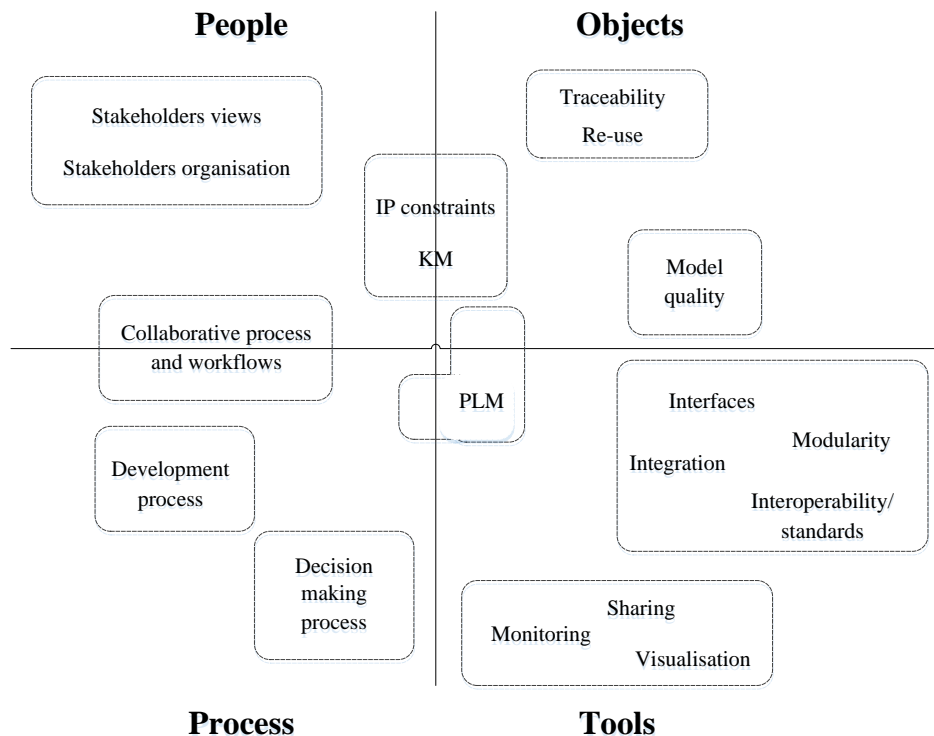 People
Objects
Stakeholders views
Stakeholders organisation
Traceability
Re-use
IP constraints
KM
Model
quality
Collaborative process
and workflows
PLM
Interfaces
Modularity
Integration
Interoperability/
standards
Development
process
Decision
making
process
Sharing
Monitoring
Visualisation
Process
Tools